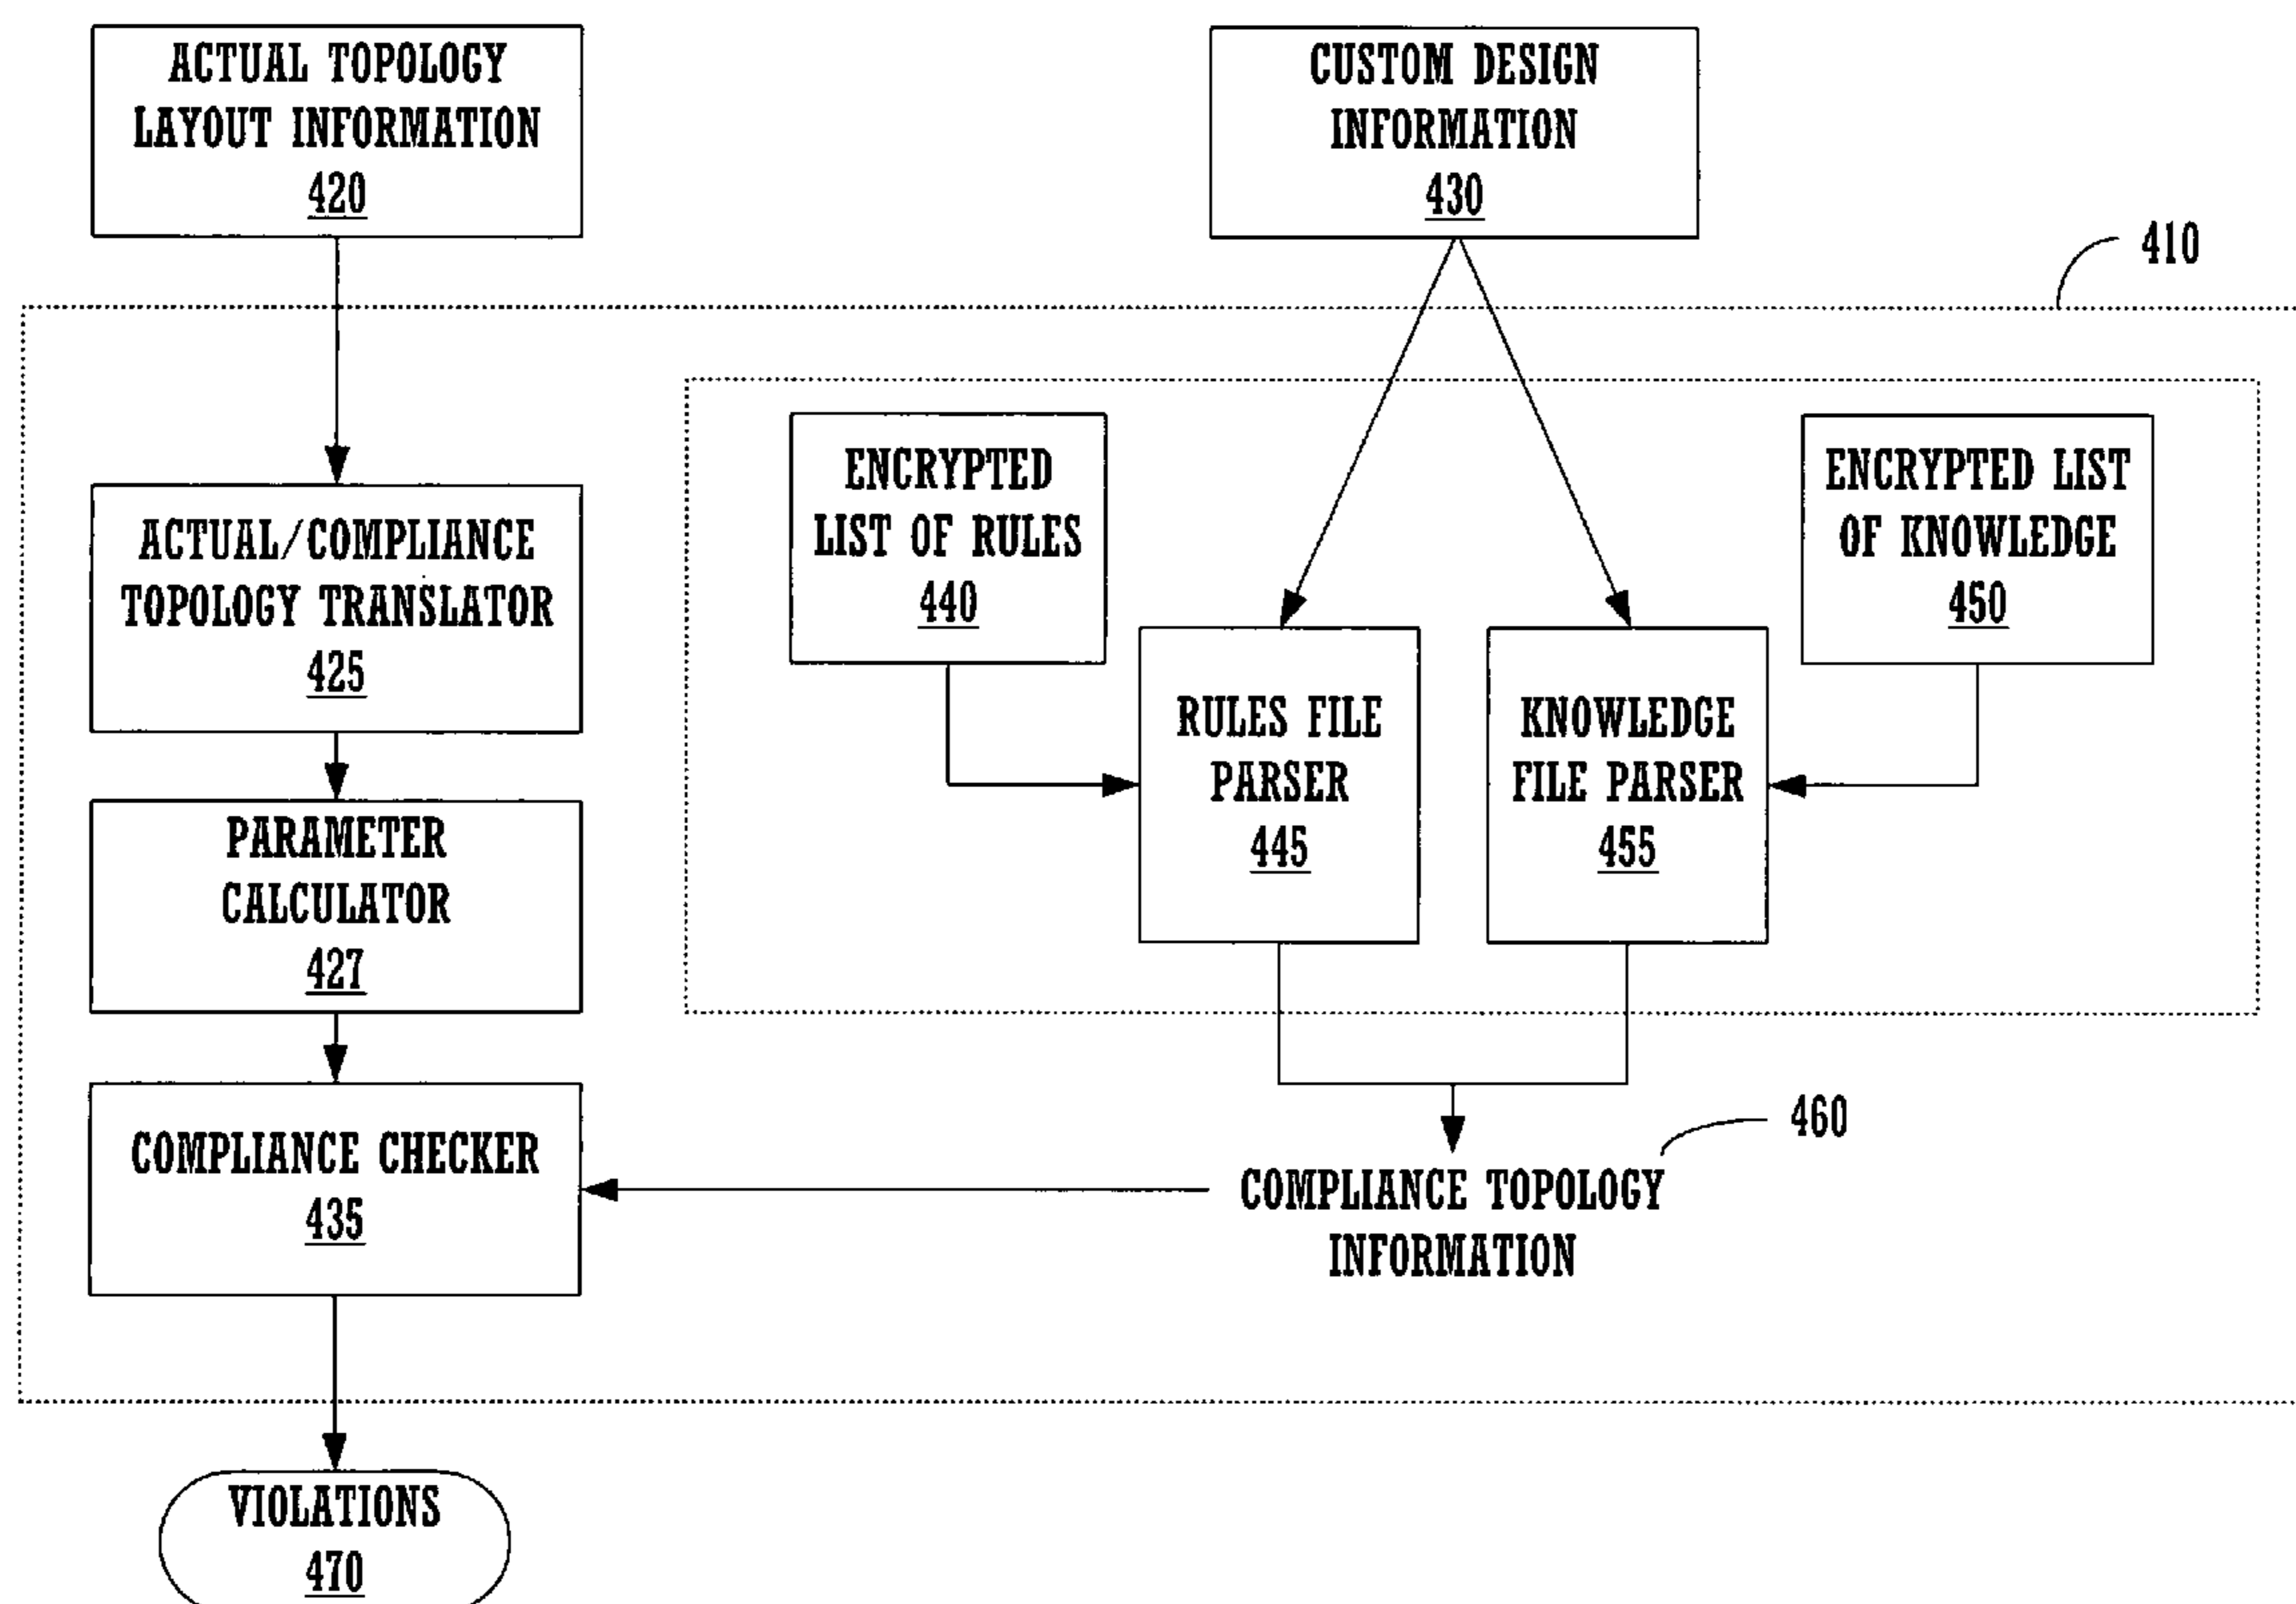 ACTUAL TOPOLOGY
LAYOUT INFORMATION
420
CUSTOM DESIGN
INFORMATION
430
410
ENCRYPTED
LIST OF RULES
440
ENCRYPTED LIST
OF KNOWLEDGE
450
ACTUAL/COMPLIANCE
TOPOLOGY TRANSLATOR
425
RULES FILE
PARSER
445
KNOWLEDGE
FILE PARSER
455
PARAMETER
CALCULATOR
427
COMPLIANCE CHECKER
435
460
COMPLIANCE TOPOLOGY
INFORMATION
VIOLATIONS
470